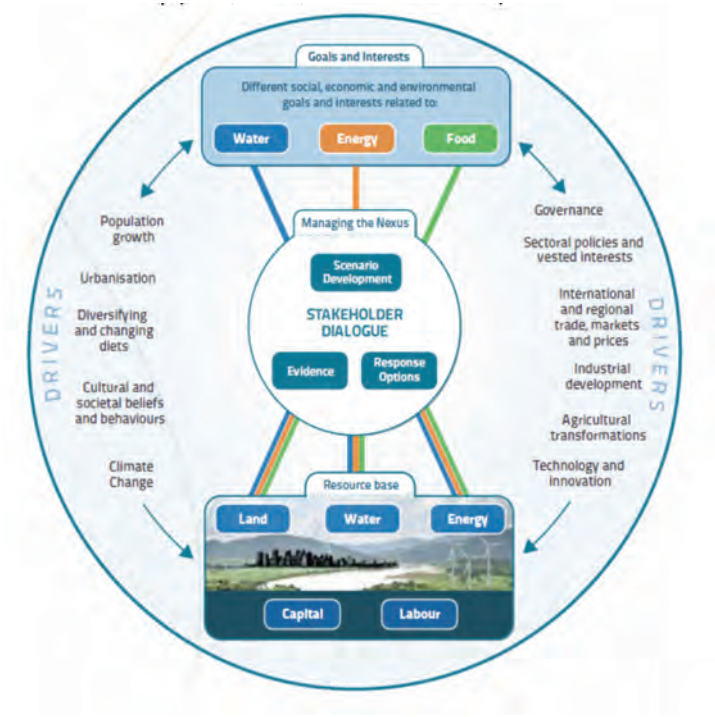 Goals and Interests
Different social, economic and environmental
goals and interests related to:
Water
Energy
Food
Managing the Nexus
Scenario
Development
STAKEHOLDER
DIALOGUE
Evidence
Response
Options
DRIVERS
Population
growth
Urbanisation
Diversifying
and changing
diets
Cultural and
societal beliefs
and behaviours
Climate
Change
Governance
Sectoral policies and
vested interests
International
and regional
trade, markets
and prices
Industrial
development
Agricultural
transformations
Technology and
innovation
DRIVERS
Resource base
Land
Water
Energy
Capital
Labour